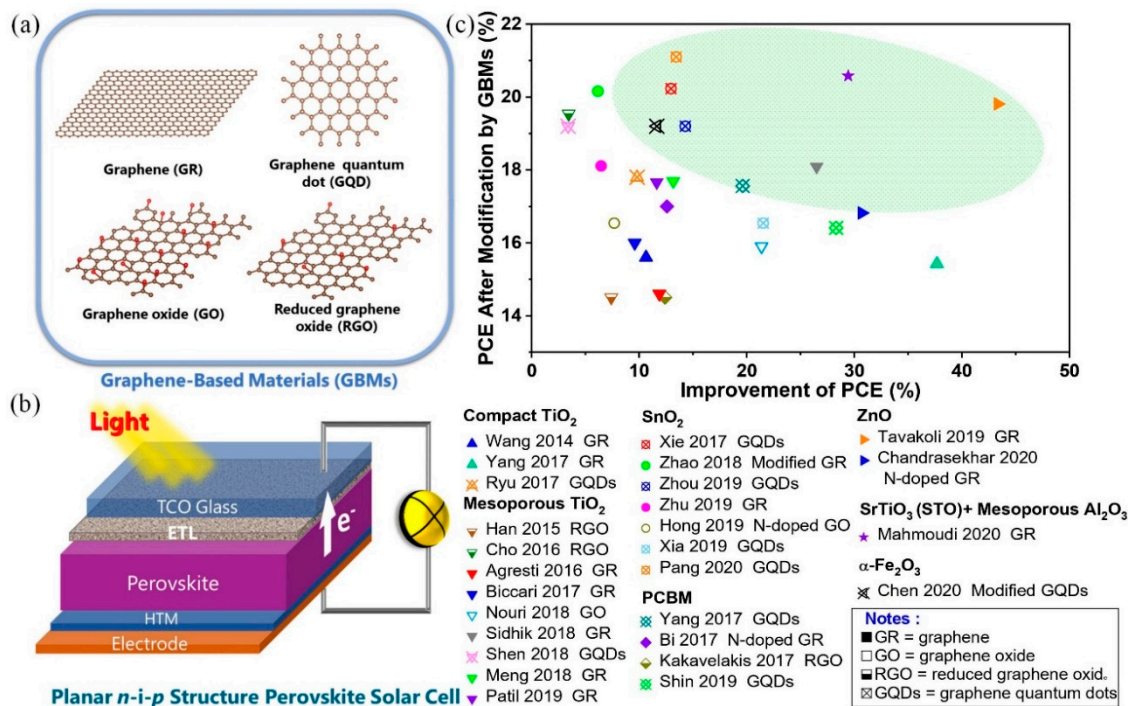 (a)
Graphene (GR)
Graphene quantum
dot (GQD)
Graphene oxide (GO)
Reduced graphene
oxide (RGO)
Graphene-Based Materials (GBMs)
(b)
Light
TCO Glass
ETL
Perovskite
HTM
Electrode
e⁻
Planar n-i-p Structure Perovskite Solar Cell
(c)
PCE After Modification by GBMs (%)
22
20
18
16
14
0
10
20
30
40
50
Improvement of PCE (%)
Compact TiO₂
Wang 2014 GR
Yang 2017 GR
Ryu 2017 GQDs
Mesoporous TiO₂
Han 2015 RGO
Cho 2016 RGO
Agresti 2016 GR
Biccari 2017 GR
Nouri 2018 GO
Sidhik 2018 GR
Shen 2018 GQDs
Meng 2018 GR
Patil 2019 GR
SnO₂
Xie 2017 GQDs
Zhao 2018 Modified GR
Zhou 2019 GQDs
Zhu 2019 GR
Hong 2019 N-doped GO
Xia 2019 GQDs
Pang 2020 GQDs
PCBM
Yang 2017 GQDs
Bi 2017 N-doped GR
Kakavelakis 2017 RGO
Shin 2019 GQDs
ZnO
Tavakoli 2019 GR
Chandrasekhar 2020
N-doped GR
SrTiO₃ (STO)+ Mesoporous Al₂O₃
Mahmoudi 2020 GR
α-Fe₂O₃
Chen 2020 Modified GQDs
Notes :
GR = graphene
GO = graphene oxide
RGO = reduced graphene oxid。
GQDs = graphene quantum dots